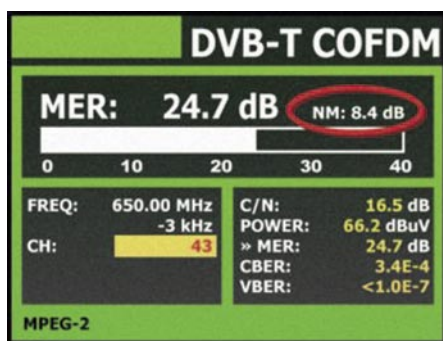 DVB-T COFDM
MER: 24.7 dB NM: 8.4 dB
0 10 20 30 40
FREQ: 650.00 MHz
-3 kHz
CH: 43
C/N: 16.5 dB
POWER: 66.2 dBuV
» MER: 24.7 dB
CBER: 3.4E-4
VBER: <1.0E-7
MPEG-2